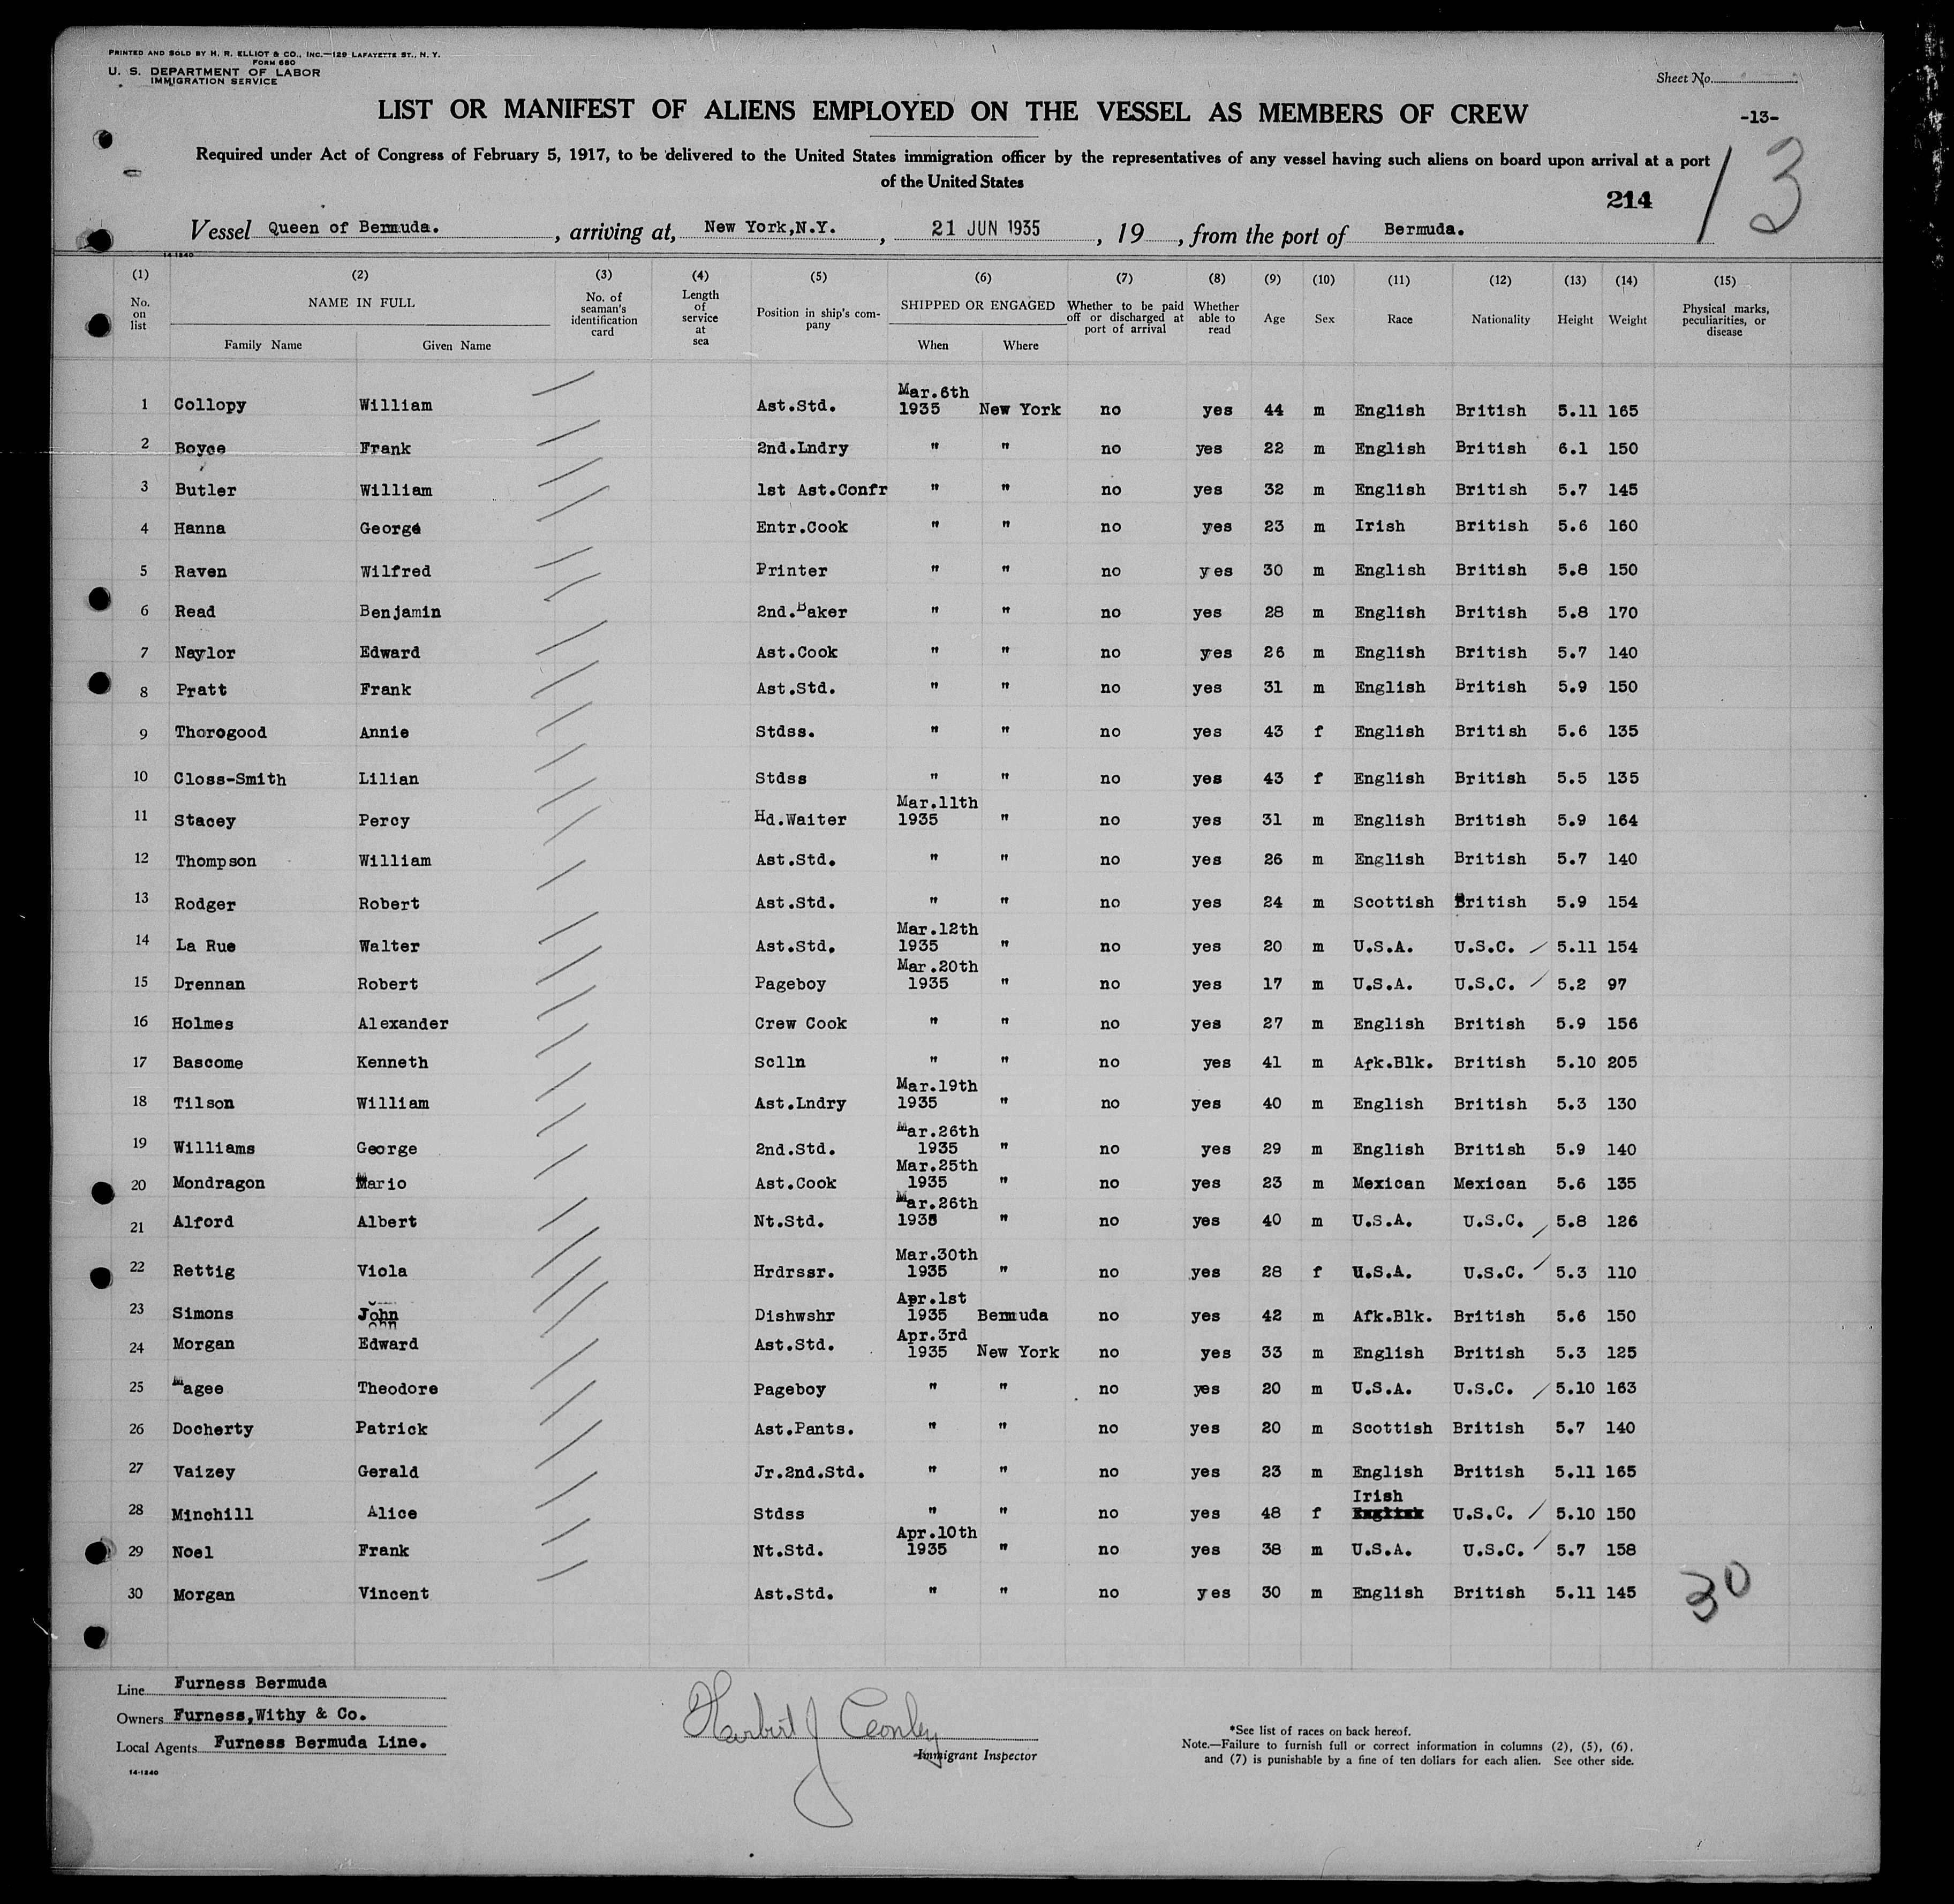 PRINTED AND SOLD BY H. R. ELLIOT & CO., INC.—129 LAFAYETTE ST., N. Y.
FORM 680
U. S. DEPARTMENT OF LABOR
IMMIGRATION SERVICE
Sheet No.
LIST OR MANIFEST OF ALIENS EMPLOYED ON THE VESSEL AS MEMBERS OF CREW
-13-
13
Required under Act of Congress of February 5, 1917, to be delivered to the United States immigration officer by the representatives of any vessel having such aliens on board upon arrival at a port
of the United States
214
Vessel Queen of Bermuda. , arriving at, New York,N.Y. , 21 JUN 1935 , 19 , from the port of Bermuda.
14-1240
(1) (2) (3) (4) (5) (6) (7) (8) (9) (10) (11) (12) (13) (14) (15)
No. on list NAME IN FULL Family Name Given Name No. of seaman's identification card Length of service at sea Position in ship's company SHIPPED OR ENGAGED When Where Whether to be paid off or discharged at port of arrival Whether able to read Age Sex Race Nationality Height Weight Physical marks, peculiarities, or disease
1 Collopy William Ast.Std. Mar.6th 1935 New York no yes 44 m English British 5.11 165
2 Boyce Frank 2nd.Lndry " " no yes 22 m English British 6.1 150
3 Butler William 1st Ast.Confr " " no yes 32 m English British 5.7 145
4 Hanna George Entr.Cook " " no yes 23 m Irish British 5.6 160
5 Raven Wilfred Printer " " no yes 30 m English British 5.8 150
6 Read Benjamin 2nd.Baker " " no yes 28 m English British 5.8 170
7 Naylor Edward Ast.Cook " " no yes 26 m English British 5.7 140
8 Pratt Frank Ast.Std. " " no yes 31 m English British 5.9 150
9 Thorogood Annie Stdss. " " no yes 43 f English British 5.6 135
10 Closs-Smith Lilian Stdss " " no yes 43 f English British 5.5 135
11 Stacey Percy Hd.Waiter Mar.11th 1935 " no yes 31 m English British 5.9 164
12 Thompson William Ast.Std. " " no yes 26 m English British 5.7 140
13 Rodger Robert Ast.Std. " " no yes 24 m Scottish British 5.9 154
14 La Rue Walter Ast.Std. Mar.12th 1935 " no yes 20 m U.S.A. U.S.C. 5.11 154
15 Drennan Robert Pageboy Mar.20th 1935 " no yes 17 m U.S.A. U.S.C. 5.2 97
16 Holmes Alexander Crew Cook " " no yes 27 m English British 5.9 156
17 Bascome Kenneth Sclln " " no yes 41 m Afk.Blk. British 5.10 205
18 Tilson William Ast.Lndry Mar.19th 1935 " no yes 40 m English British 5.3 130
19 Williams George 2nd.Std. Mar.26th 1935 " no yes 29 m English British 5.9 140
20 Mondragon Mario Ast.Cook Mar.25th 1935 " no yes 23 m Mexican Mexican 5.6 135
21 Alford Albert Nt.Std. Mar.26th 1935 " no yes 40 m U.S.A. U.S.C. 5.8 126
22 Rettig Viola Hrdrssr. Mar.30th 1935 " no yes 28 f U.S.A. U.S.C. 5.3 110
23 Simons John Dishwshr Apr.1st 1935 Bermuda no yes 42 m Afk.Blk. British 5.6 150
24 Morgan Edward Ast.Std. Apr.3rd 1935 New York no yes 33 m English British 5.3 125
25 Magee Theodore Pageboy " " no yes 20 m U.S.A. U.S.C. 5.10 163
26 Docherty Patrick Ast.Pants. " " no yes 20 m Scottish British 5.7 140
27 Vaizey Gerald Jr.2nd.Std. " " no yes 23 m English British 5.11 165
28 Minchill Alice Stdss " " no yes 48 f Irish English U.S.C. 5.10 150
29 Noel Frank Nt.Std. Apr.10th 1935 " no yes 38 m U.S.A. U.S.C. 5.7 158
30 Morgan Vincent Ast.Std. " " no yes 30 m English British 5.11 145
30
Line Furness Bermuda
Owners Furness,Withy & Co.
Local Agents Furness Bermuda Line.
14-1240
Herbert J Conley
Immigrant Inspector
*See list of races on back hereof.
Note.—Failure to furnish full or correct information in columns (2), (5), (6),
and (7) is punishable by a fine of ten dollars for each alien. See other side.